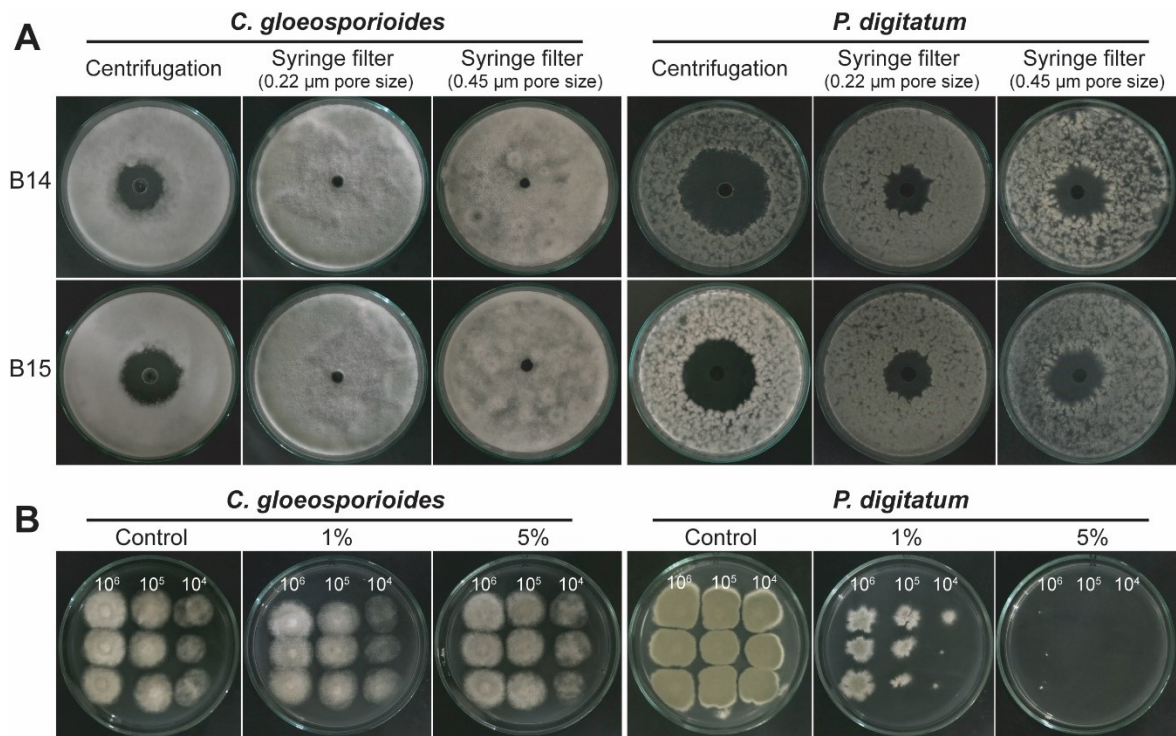 A
C. gloeosporioides P. digitatum
Centrifugation Syringe filter Syringe filter Centrifugation Syringe filter Syringe filter
(0.22 µm pore size) (0.45 µm pore size) (0.22 µm pore size) (0.45 µm pore size)
B14
B15
B
C. gloeosporioides P. digitatum
Control 1% 5% Control 1% 5%
10⁶ 10⁵ 10⁴ 10⁶ 10⁵ 10⁴ 10⁶ 10⁵ 10⁴ 10⁶ 10⁵ 10⁴ 10⁶ 10⁵ 10⁴ 10⁶ 10⁵ 10⁴